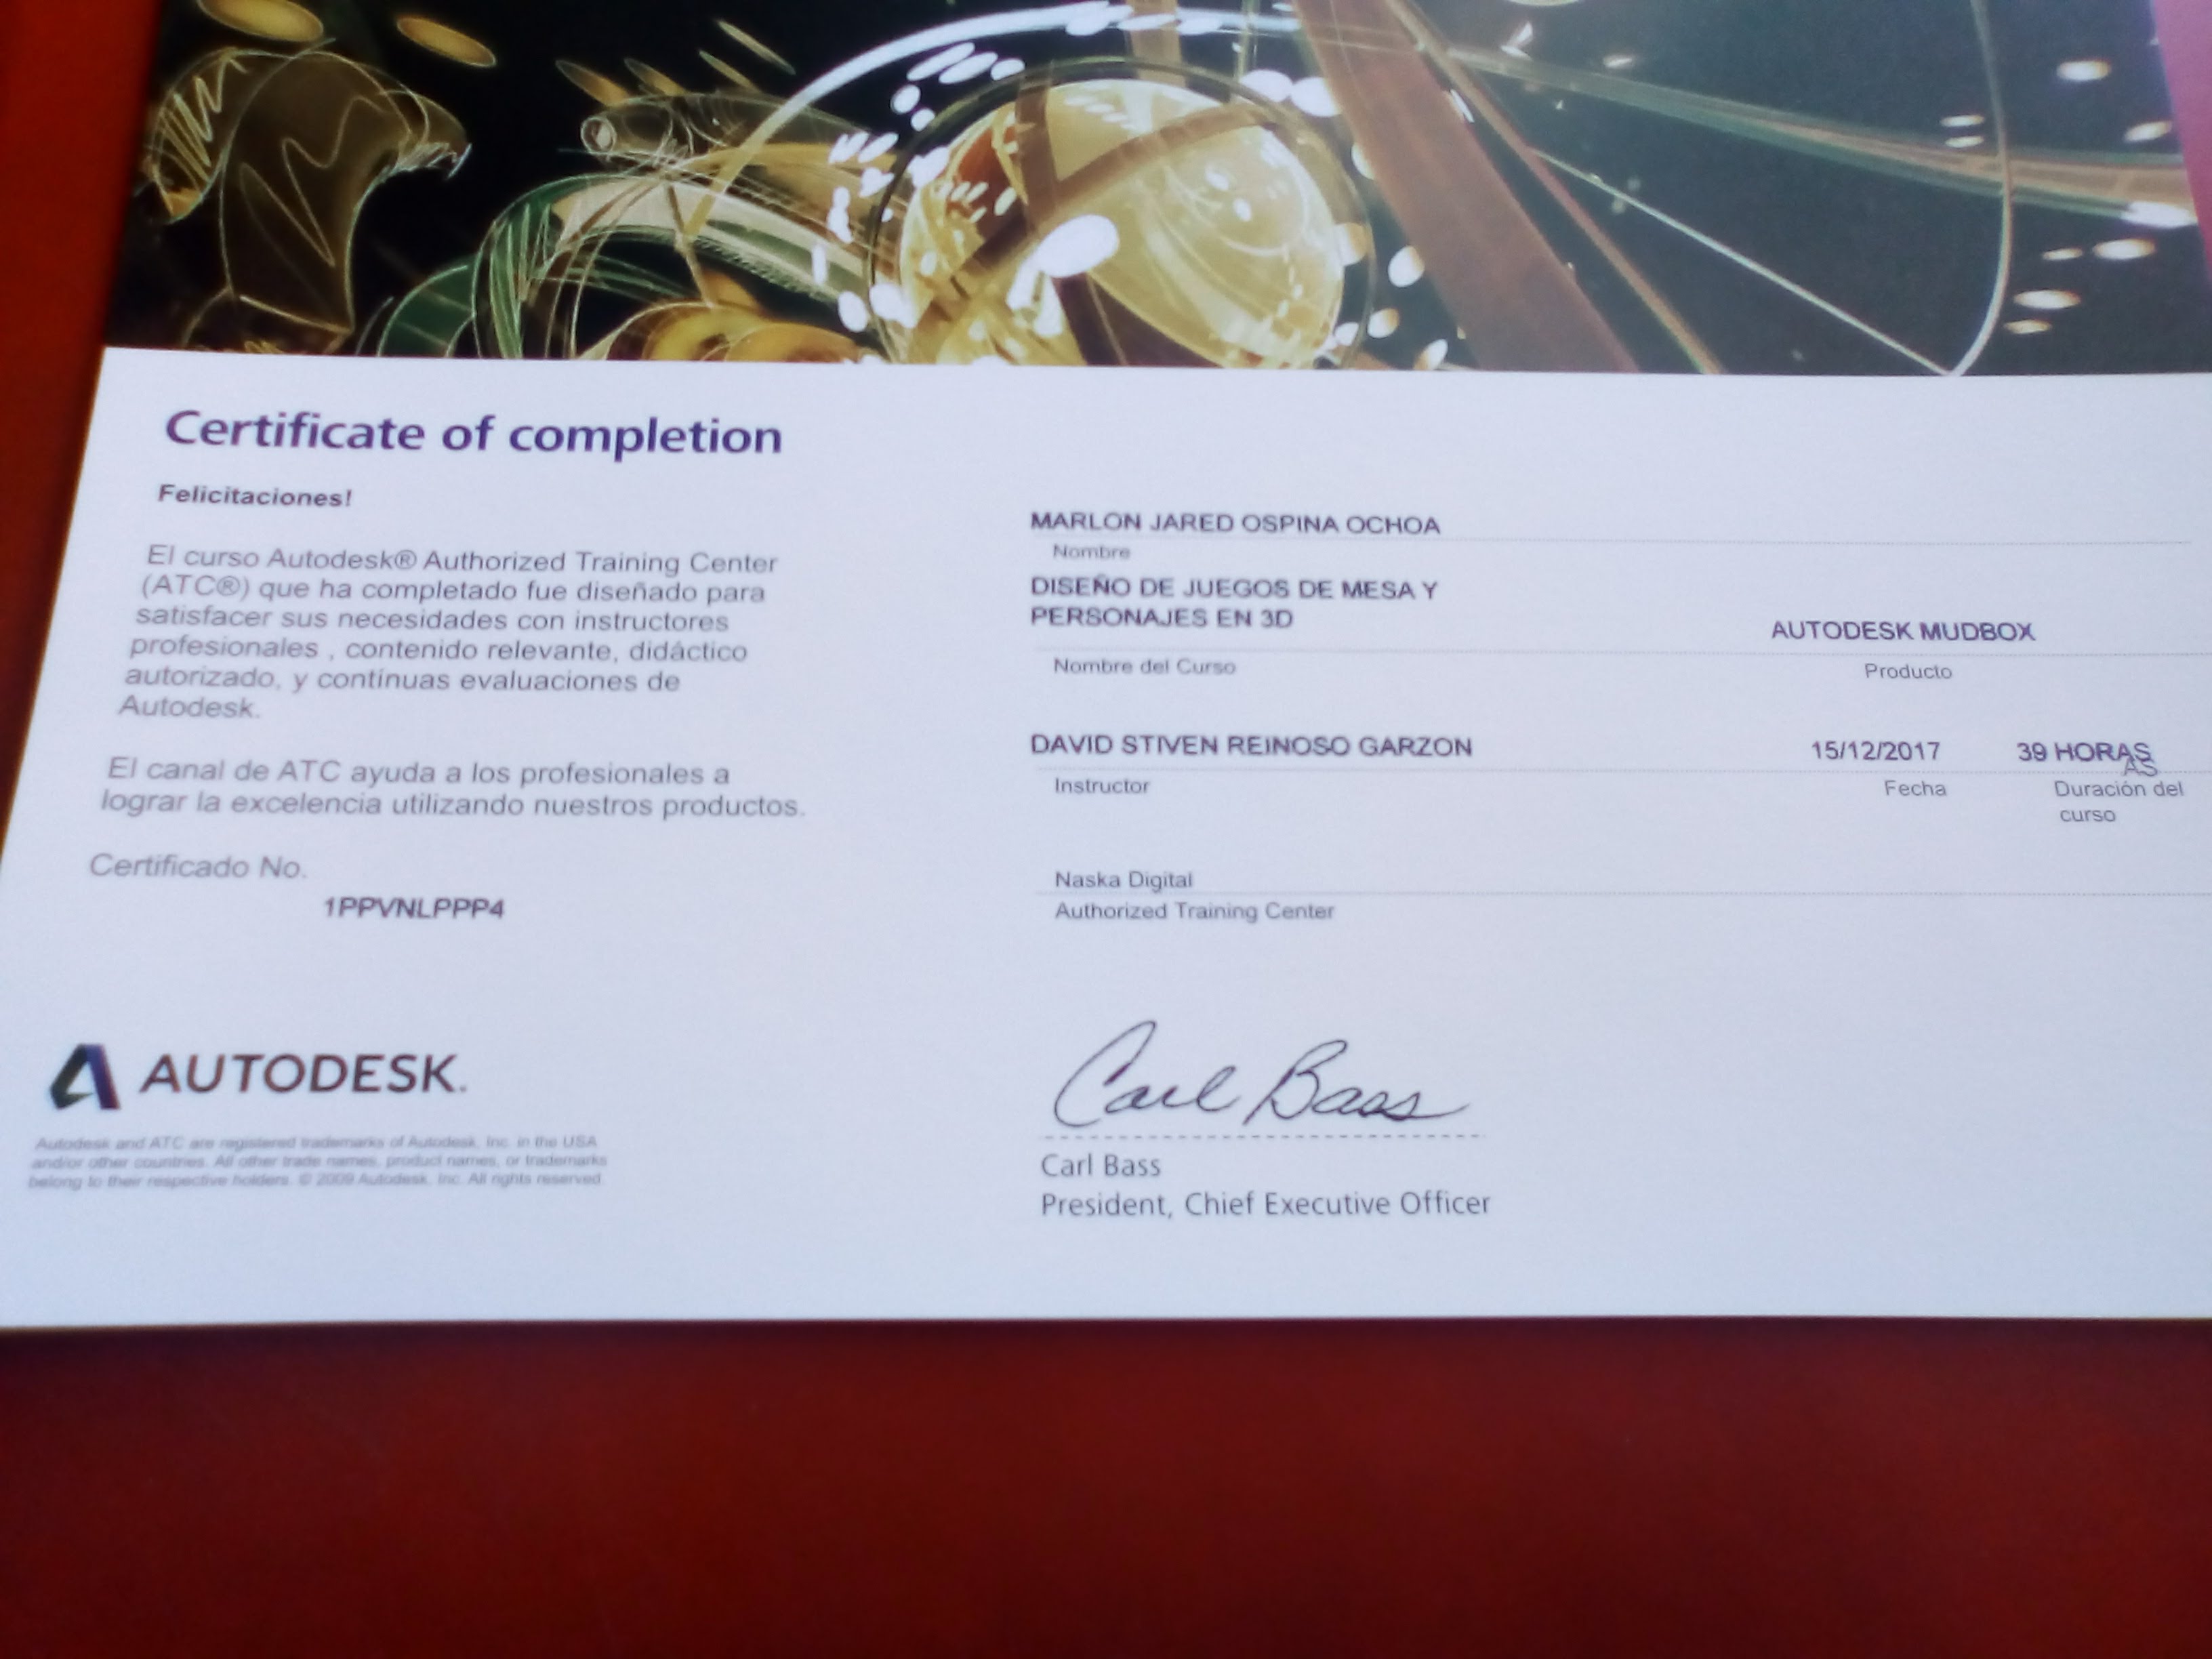 Certificate of completion
Felicitaciones!
El curso Autodesk® Authorized Training Center
(ATC®) que ha completado fue diseñado para
satisfacer sus necesidades con instructores
profesionales , contenido relevante, didáctico
autorizado, y continuas evaluaciones de
Autodesk.
El canal de ATC ayuda a los profesionales a
lograr la excelencia utilizando nuestros productos.
Certificado No.
1PPVNLPPP4
AUTODESK.
Autodesk and ATC are registered trademarks of Autodesk, Inc. in the USA
and/or other countries. All other trade names, product names, or trademarks
belong to their respective holders. © 2009 Autodesk, Inc. All rights reserved.
MARLON JARED OSPINA OCHOA
Nombre
DISEÑO DE JUEGOS DE MESA Y
PERSONAJES EN 3D
AUTODESK MUDBOX
Nombre del Curso
Producto
DAVID STIVEN REINOSO GARZON
15/12/2017
39 HORAS
AS
Instructor
Fecha
Duración del
curso
Naska Digital
Authorized Training Center
Carl Bass
Carl Bass
President, Chief Executive Officer